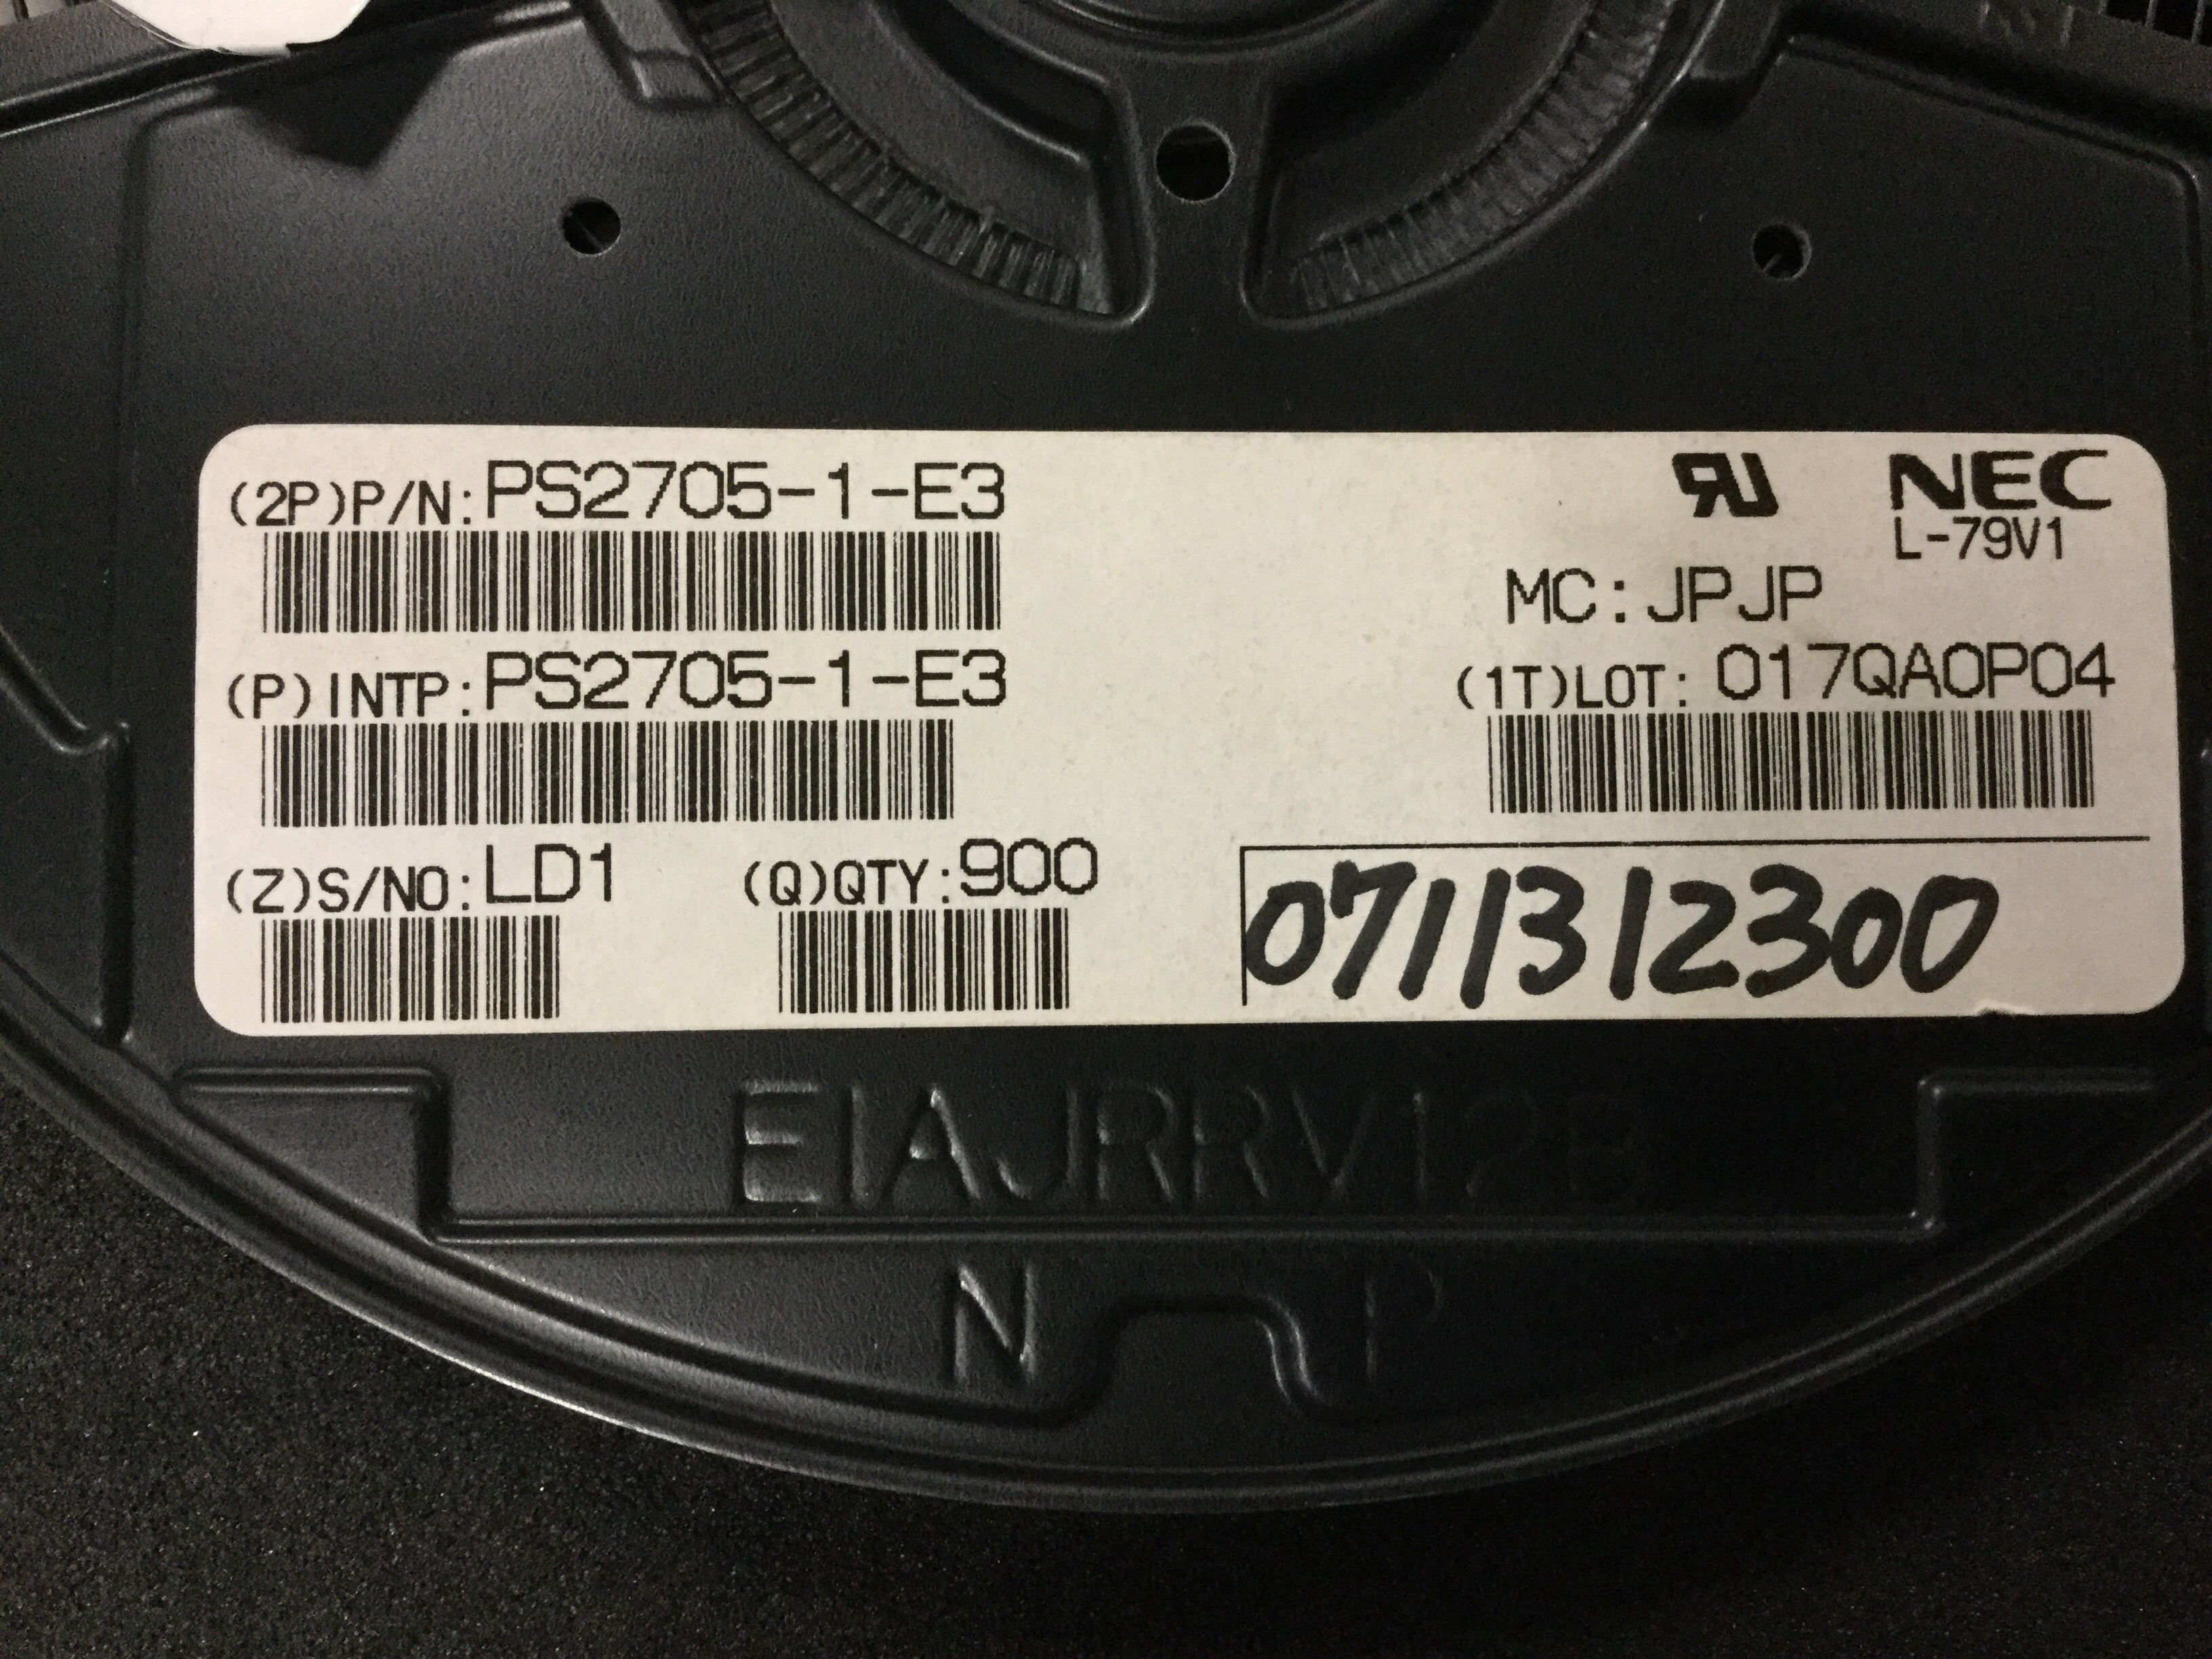 (2P)P/N:PS2705-1-E3
NEC
L-79V1
MC:JPJP
(P)INTP:PS2705-1-E3
(1T)LOT: 017QA0P04
(Z)S/NO:LD1
(Q)QTY:900
0711312300
EIAJRRV12B
N P